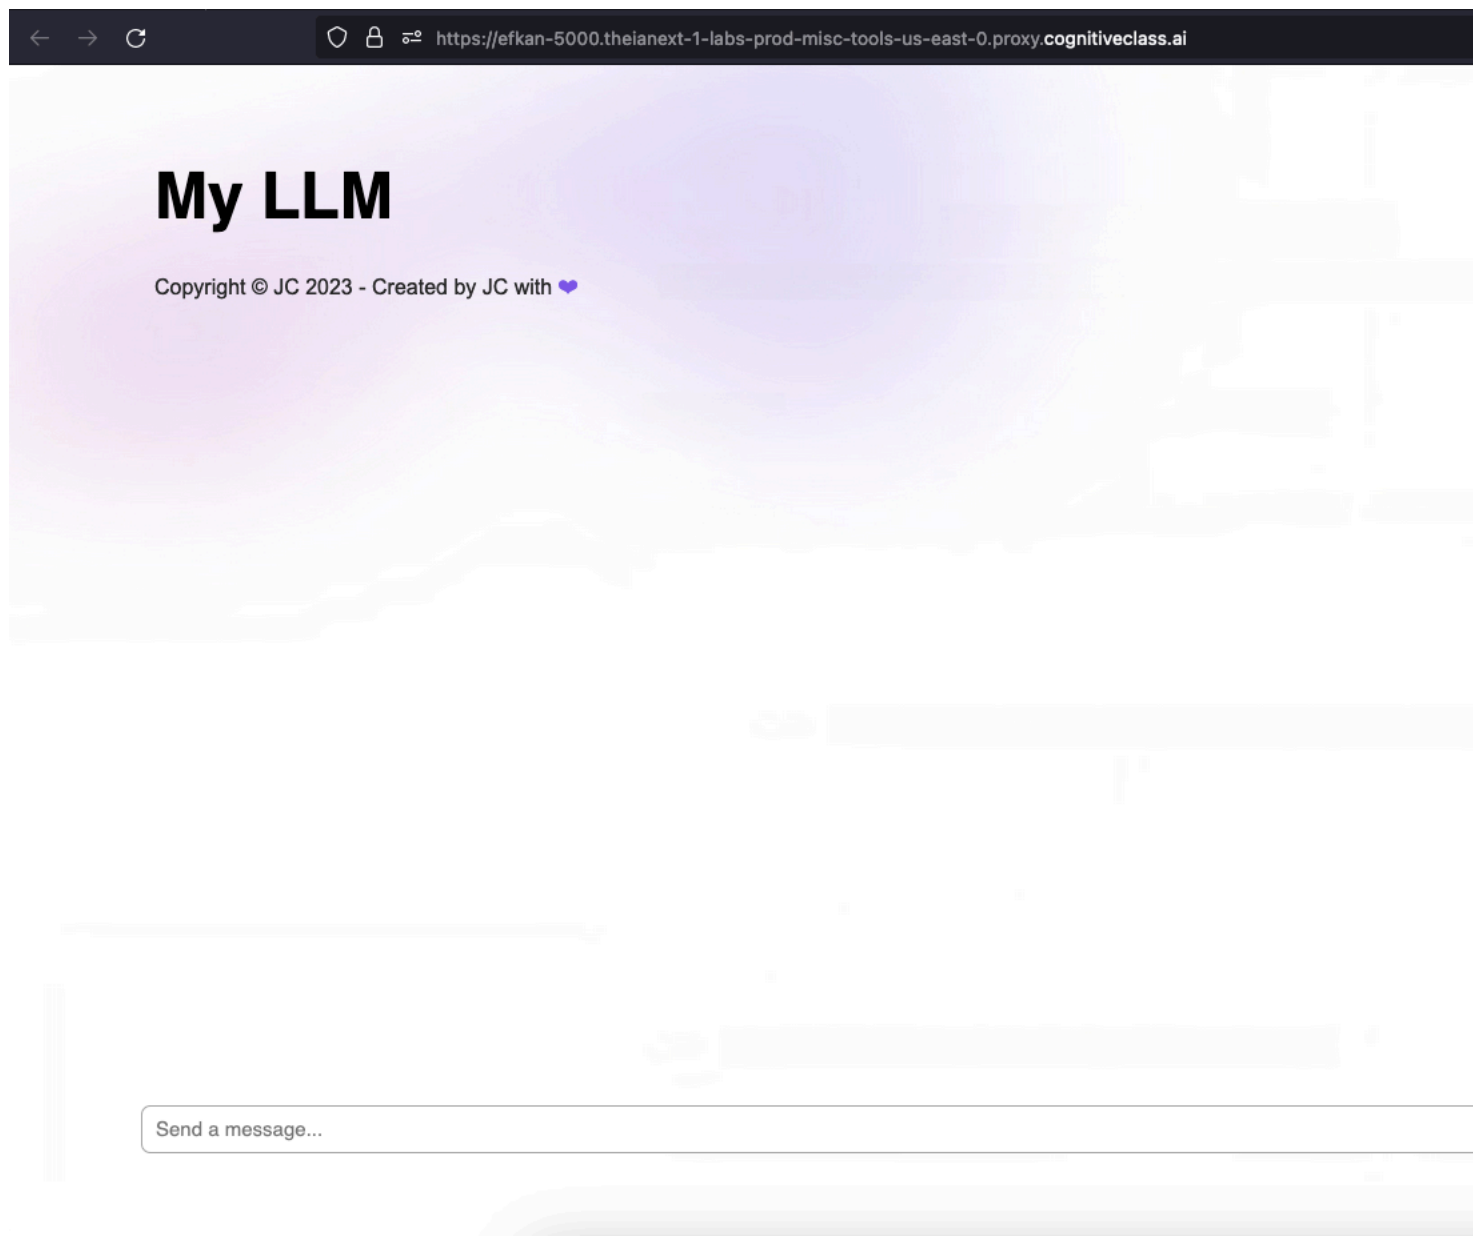 https://efkan-5000.theianext-1-labs-prod-misc-tools-us-east-0.proxy.cognitiveclass.ai
My LLM
Copyright © JC 2023 - Created by JC with 💜
Send a message...